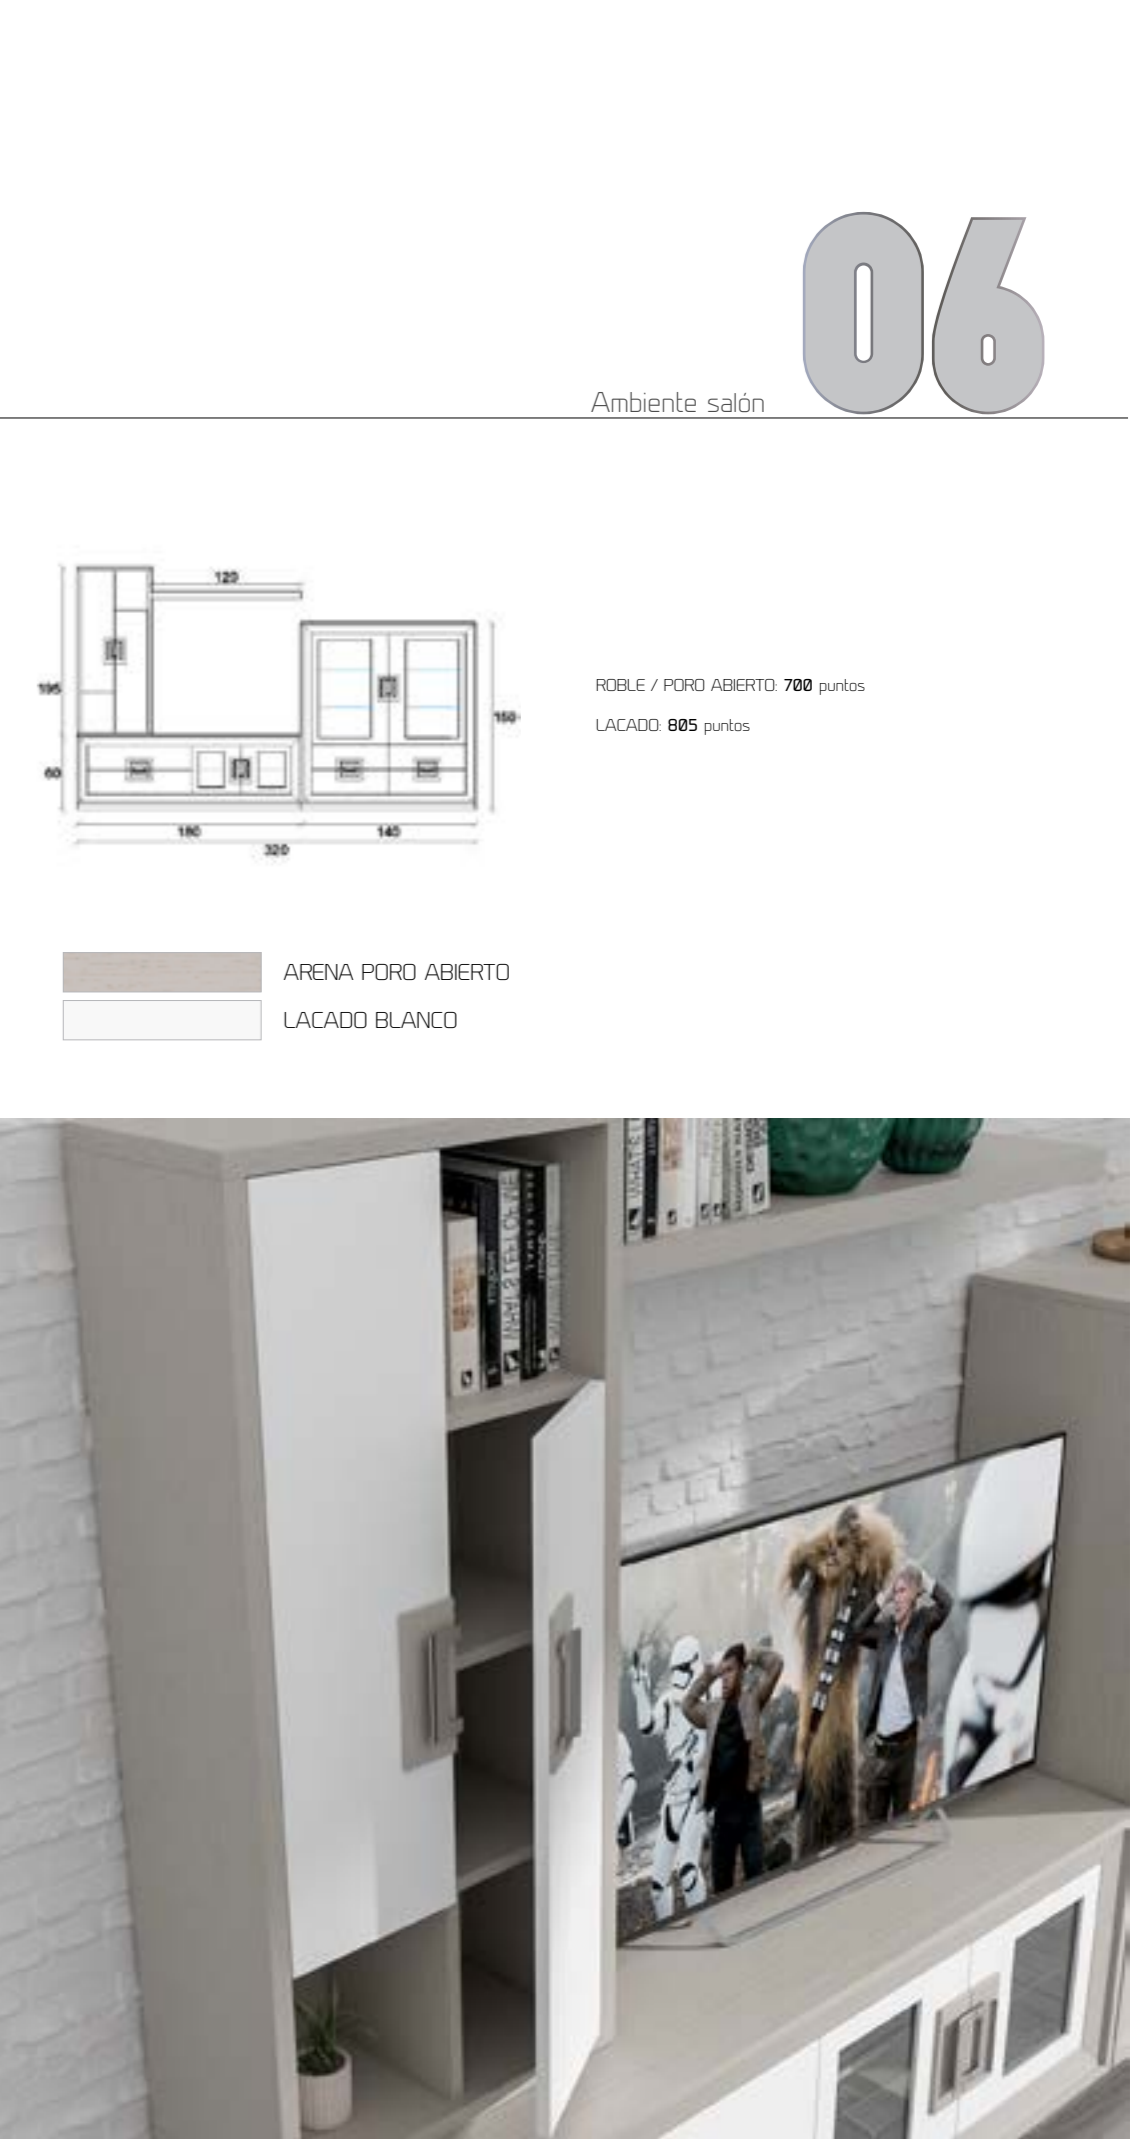 06
Ambiente salón
120
195
150
60
180
140
320
ROBLE / PORO ABIERTO: 700 puntos
LACADO: 805 puntos
ARENA PORO ABIERTO
LACADO BLANCO